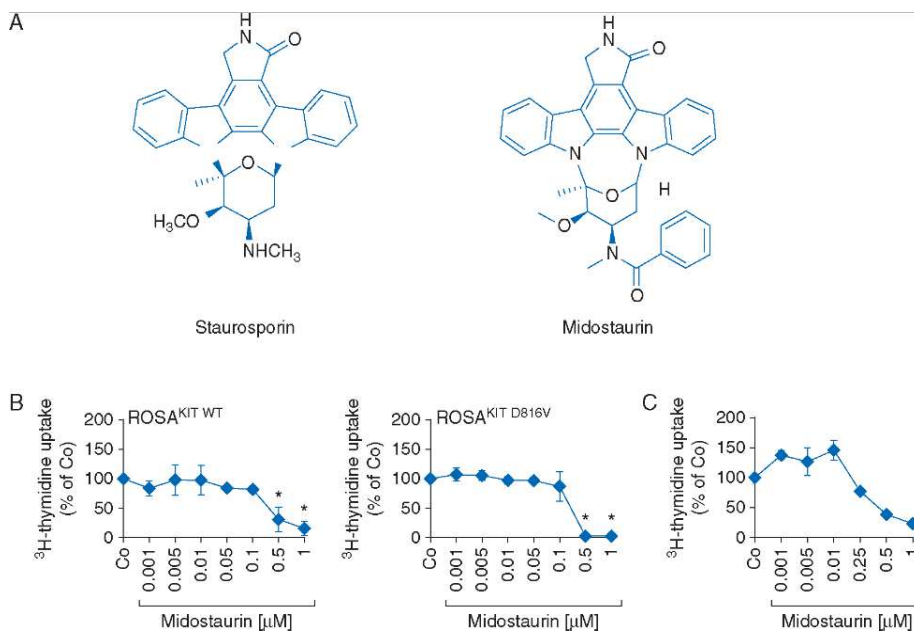 A
H
N
O
O
H₃CO
NHCH₃
Staurosporin
H
N
O
N
N
O
H
O
N
O
Midostaurin
B
³H-thymidine uptake
(% of Co)
200
150
100
50
0
ROSAᴷᴵᵀ ᵂᵀ
*
*
Co
0.001
0.005
0.01
0.05
0.1
0.5
1
Midostaurin [µM]
³H-thymidine uptake
(% of Co)
200
150
100
50
0
ROSAᴷᴵᵀ ᴰ⁸¹⁶ⱽ
*
*
Co
0.001
0.005
0.01
0.05
0.1
0.5
1
Midostaurin [µM]
C
³H-thymidine uptake
(% of Co)
200
150
100
50
0
Co
0.001
0.005
0.01
0.25
0.5
1
Midostaurin [µM]